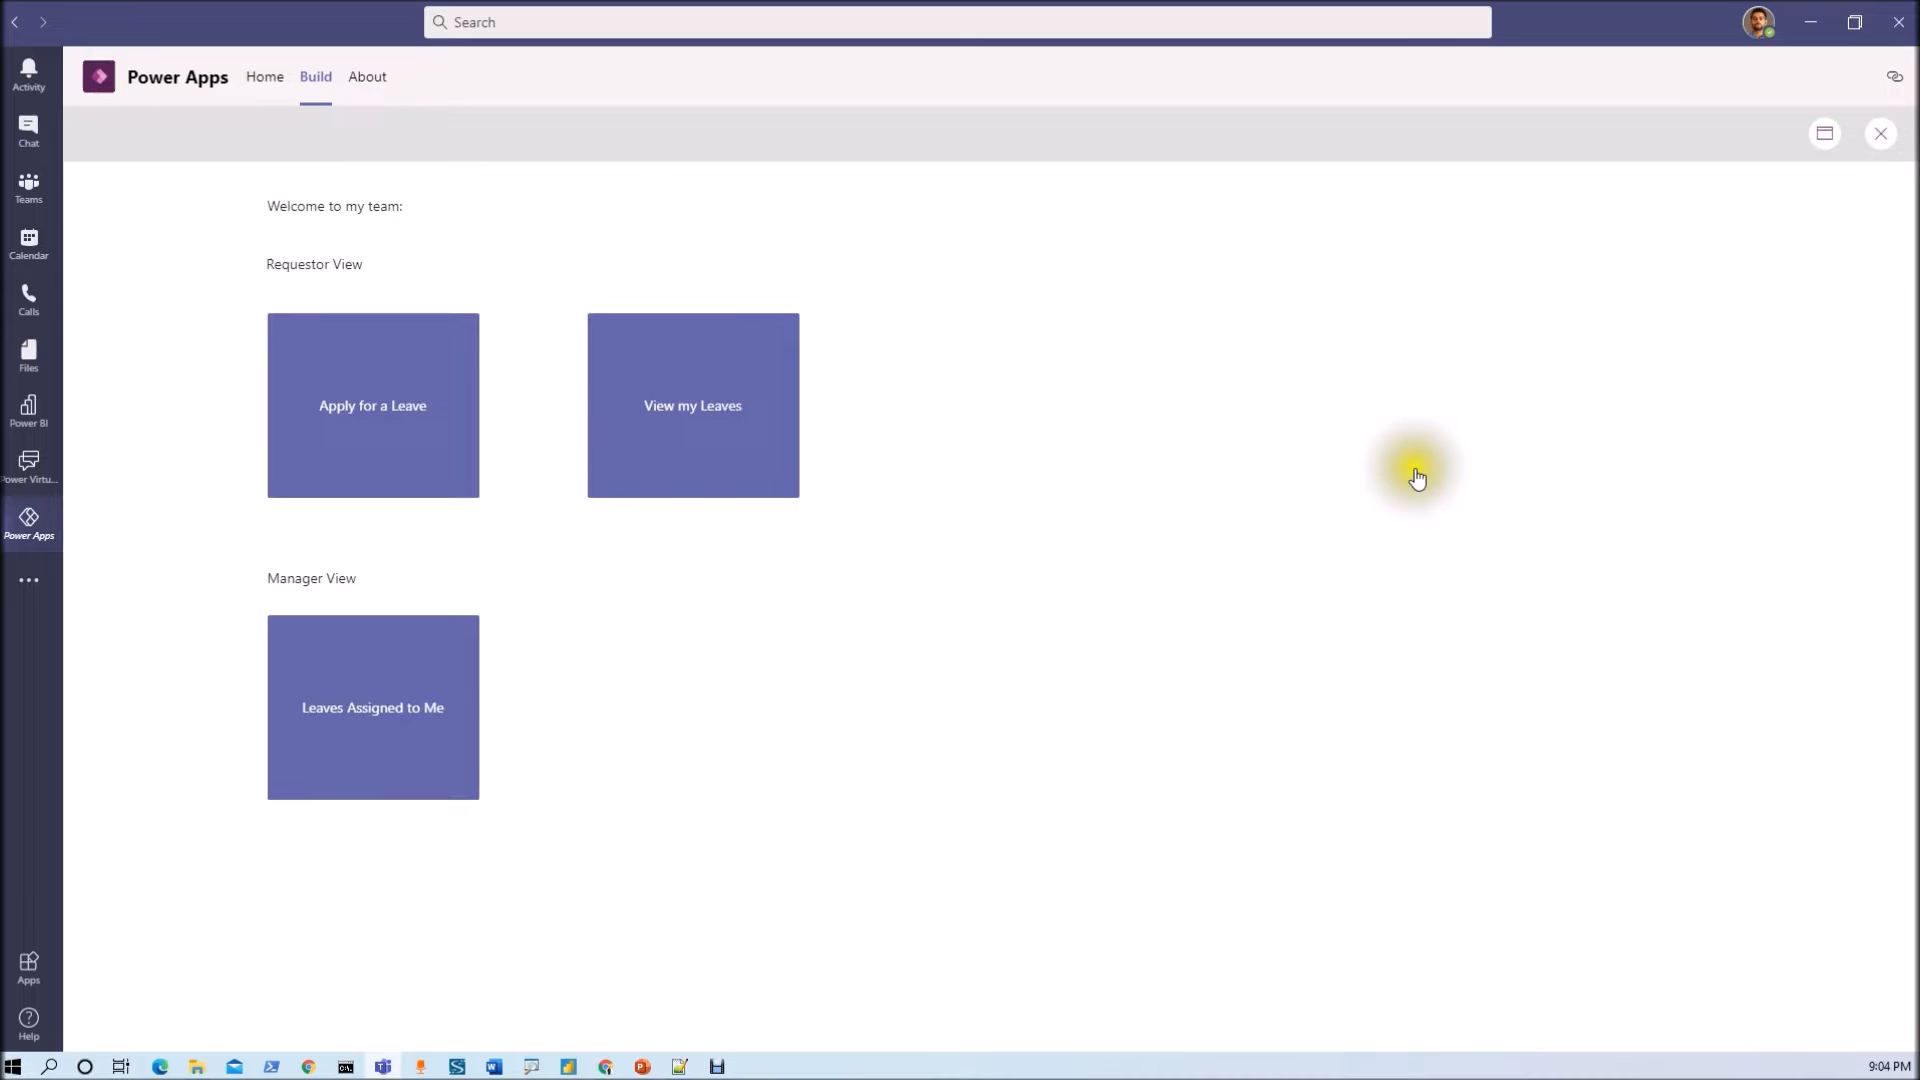 Search
Power Apps Home Build About
Activity
Chat
Teams
Calendar
Calls
Files
Power BI
Power Virtu...
Power Apps
Apps
Help
Welcome to my team:
Requestor View
Apply for a Leave
View my Leaves
Manager View
Leaves Assigned to Me
9:04 PM